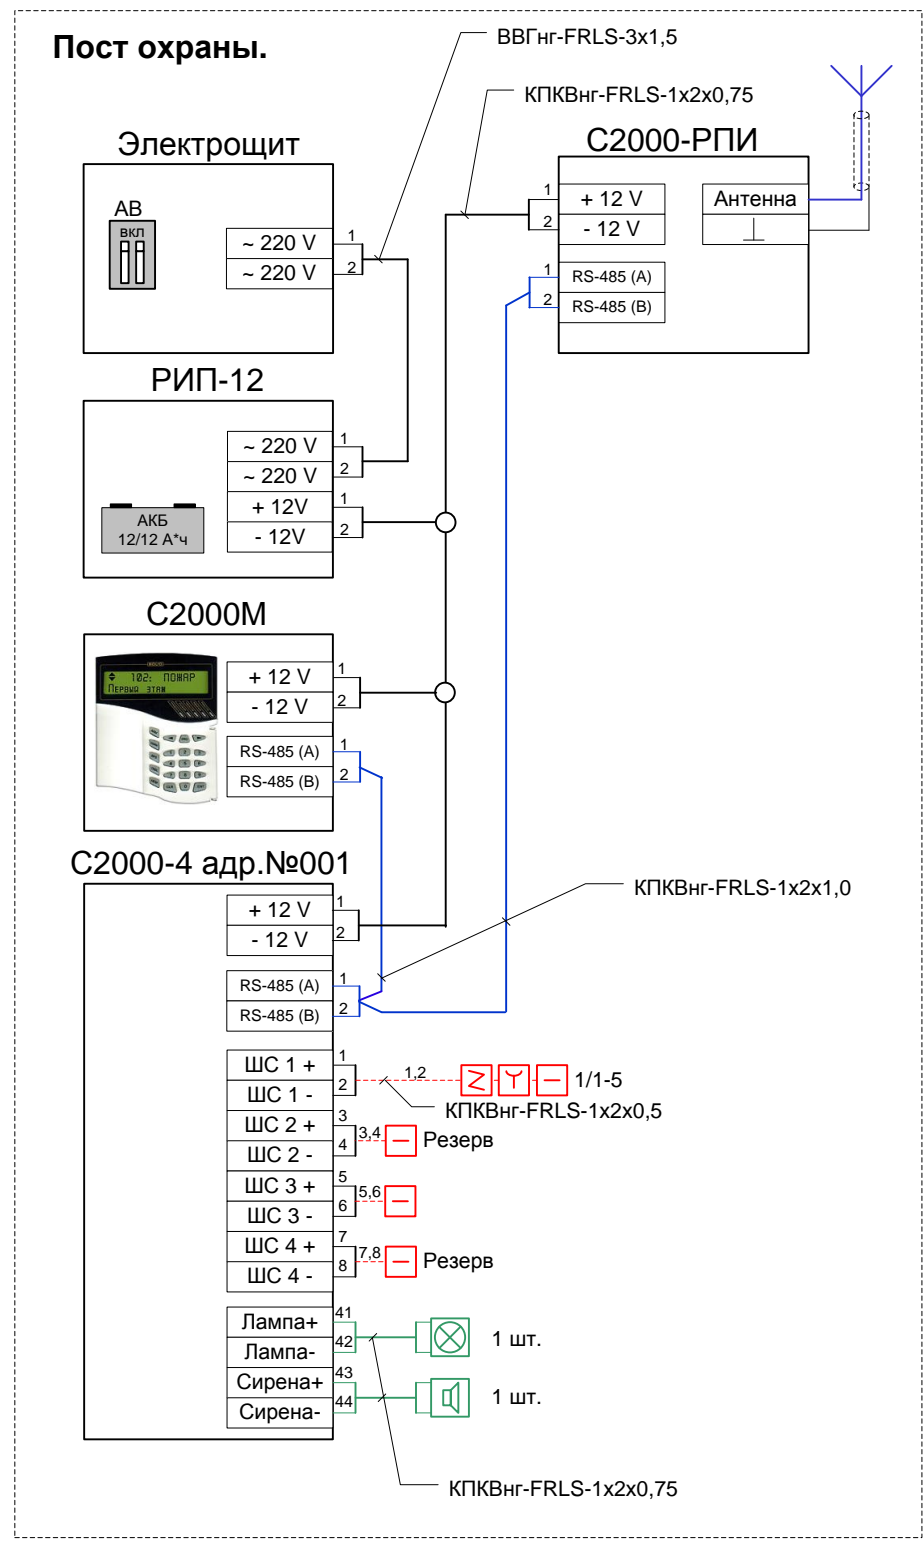 Пост охраны.
ВВГнг-FRLS-3х1,5
КПКВнг-FRLS-1х2х0,75
Электрощит
АВ
ВКЛ
~ 220 V
1
~ 220 V
2
С2000-РПИ
1
+ 12 V
2
- 12 V
Антенна
1
RS-485 (A)
2
RS-485 (B)
РИП-12
~ 220 V
1
~ 220 V
2
+ 12V
1
- 12V
2
АКБ
12/12 А*ч
С2000М
102: ПОЖАР
Первый этаж
+ 12 V
1
- 12 V
2
RS-485 (A)
1
RS-485 (B)
2
С2000-4 адр.№001
КПКВнг-FRLS-1х2х1,0
+ 12 V
1
- 12 V
2
RS-485 (A)
1
RS-485 (B)
2
ШС 1 +
1
ШС 1 -
2
1,2
1/1-5
КПКВнг-FRLS-1х2х0,5
ШС 2 +
3
ШС 2 -
4
3,4
Резерв
ШС 3 +
5
ШС 3 -
6
5,6
ШС 4 +
7
ШС 4 -
8
7,8
Резерв
Лампа+
41
Лампа-
42
1 шт.
Сирена+
43
Сирена-
44
1 шт.
КПКВнг-FRLS-1х2х0,75